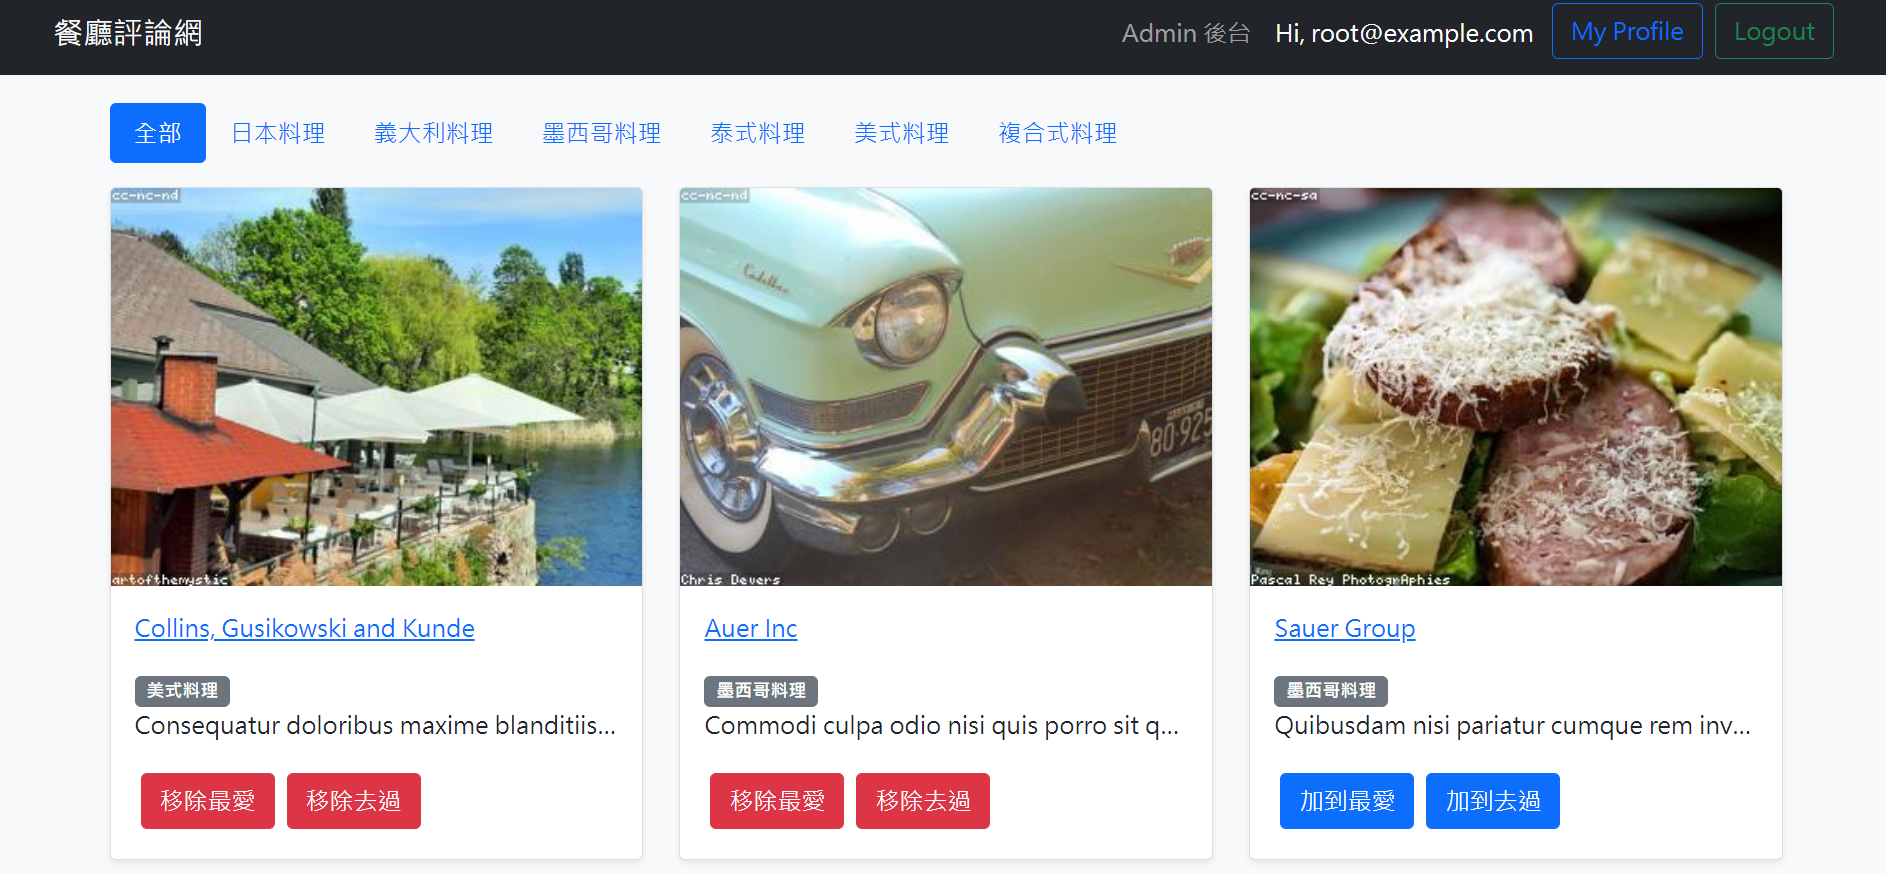 餐廳評論網
Admin 後台 Hi, root@example.com My Profile Logout
全部 日本料理 義大利料理 墨西哥料理 泰式料理 美式料理 複合式料理
cc-nc-nd
artofthemystic
Collins, Gusikowski and Kunde
美式料理
Consequatur doloribus maxime blanditiis...
移除最愛 移除去過
cc-nc-nd
Cadillac
80·925
Chris Devers
Auer Inc
墨西哥料理
Commodi culpa odio nisi quis porro sit q...
移除最愛 移除去過
cc-nc-sa
Pascal Rey PhotogrAphies
Sauer Group
墨西哥料理
Quibusdam nisi pariatur cumque rem inv...
加到最愛 加到去過